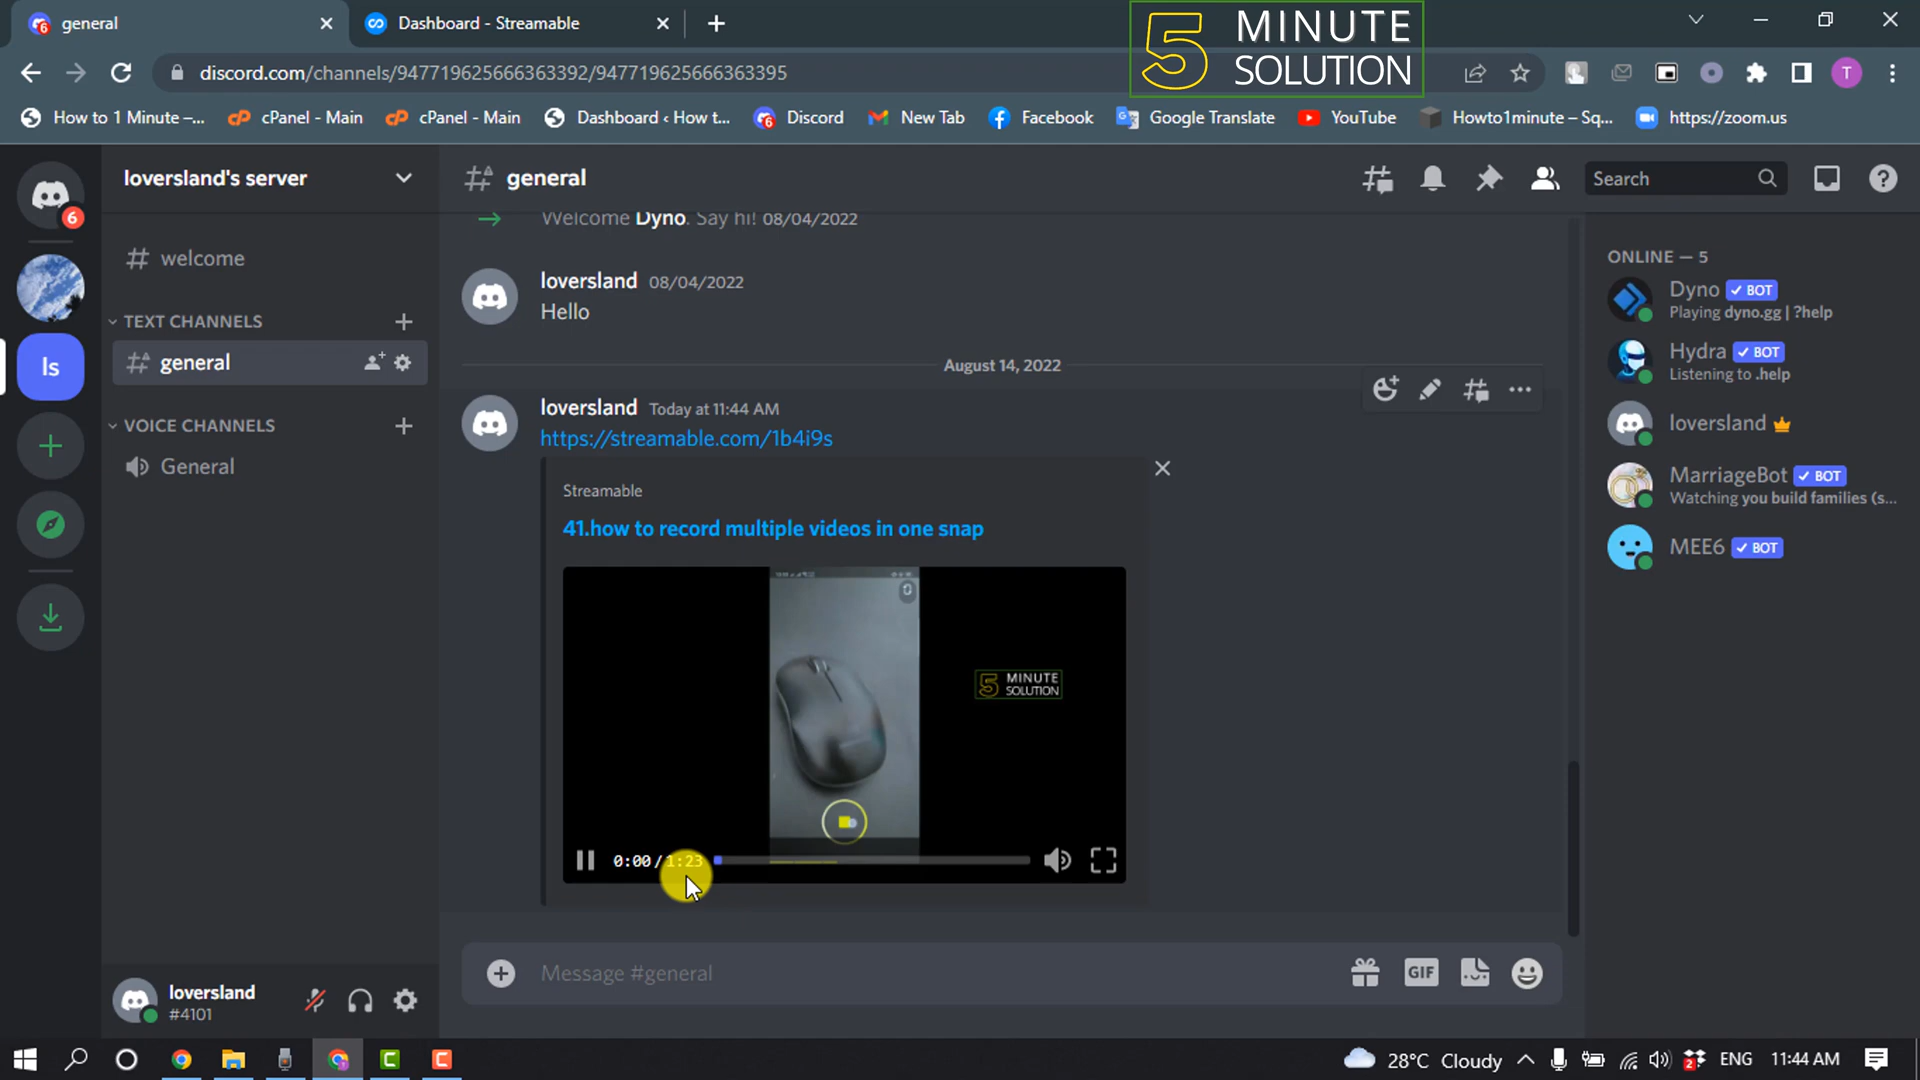 general
Dashboard - Streamable
5 MINUTE SOLUTION
discord.com/channels/947719625666363392/947719625666363395
T
How to 1 Minute –...
cPanel - Main
cPanel - Main
Dashboard ‹ How t...
Discord
New Tab
Facebook
Google Translate
YouTube
Howto1minute – Sq...
https://zoom.us
6
ls
loversland's server
welcome
TEXT CHANNELS
general
VOICE CHANNELS
General
loversland
#4101
general
Search
Welcome Dyno. Say hi! 08/04/2022
loversland 08/04/2022
Hello
August 14, 2022
loversland Today at 11:44 AM
https://streamable.com/1b4i9s
Streamable
41.how to record multiple videos in one snap
5 MINUTE SOLUTION
0:00/1:23
Message #general
GIF
ONLINE — 5
Dyno BOT
Playing dyno.gg | ?help
Hydra BOT
Listening to .help
loversland
MarriageBot BOT
Watching you build families (s...
MEE6 BOT
28°C Cloudy
ENG
11:44 AM